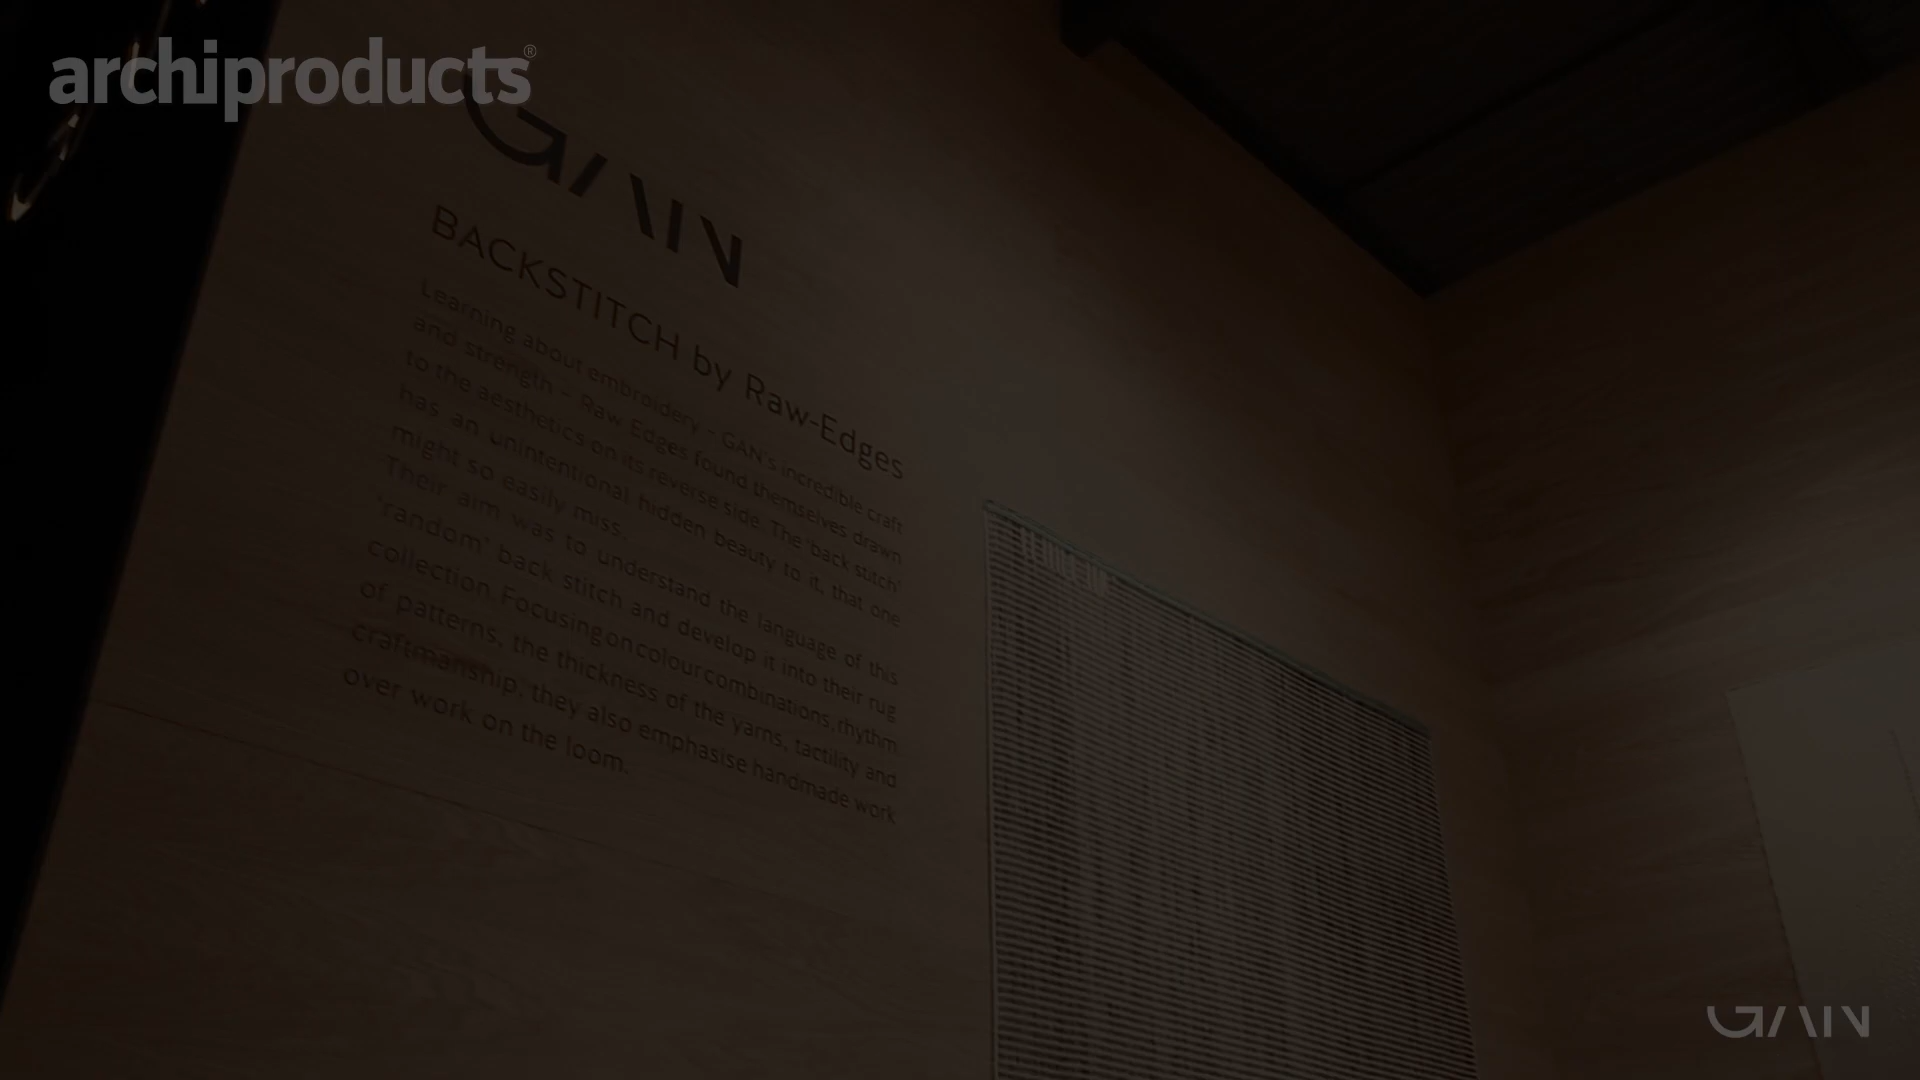 archiproducts®
GAN
BACKSTITCH by Raw-Edges
Learning about embroidery - GAN's incredible craft
and strength - Raw Edges found themselves drawn
to the aesthetics on its reverse side. The 'back stitch'
has an unintentional hidden beauty to it, that one
might so easily miss.
Their aim was to understand the language of this
'random' back stitch and develop it into their rug
collection. Focusing on colour combinations, rhythm
of patterns, the thickness of the yarns, tactility and
craftmanship, they also emphasise handmade work
over work on the loom.
GAN